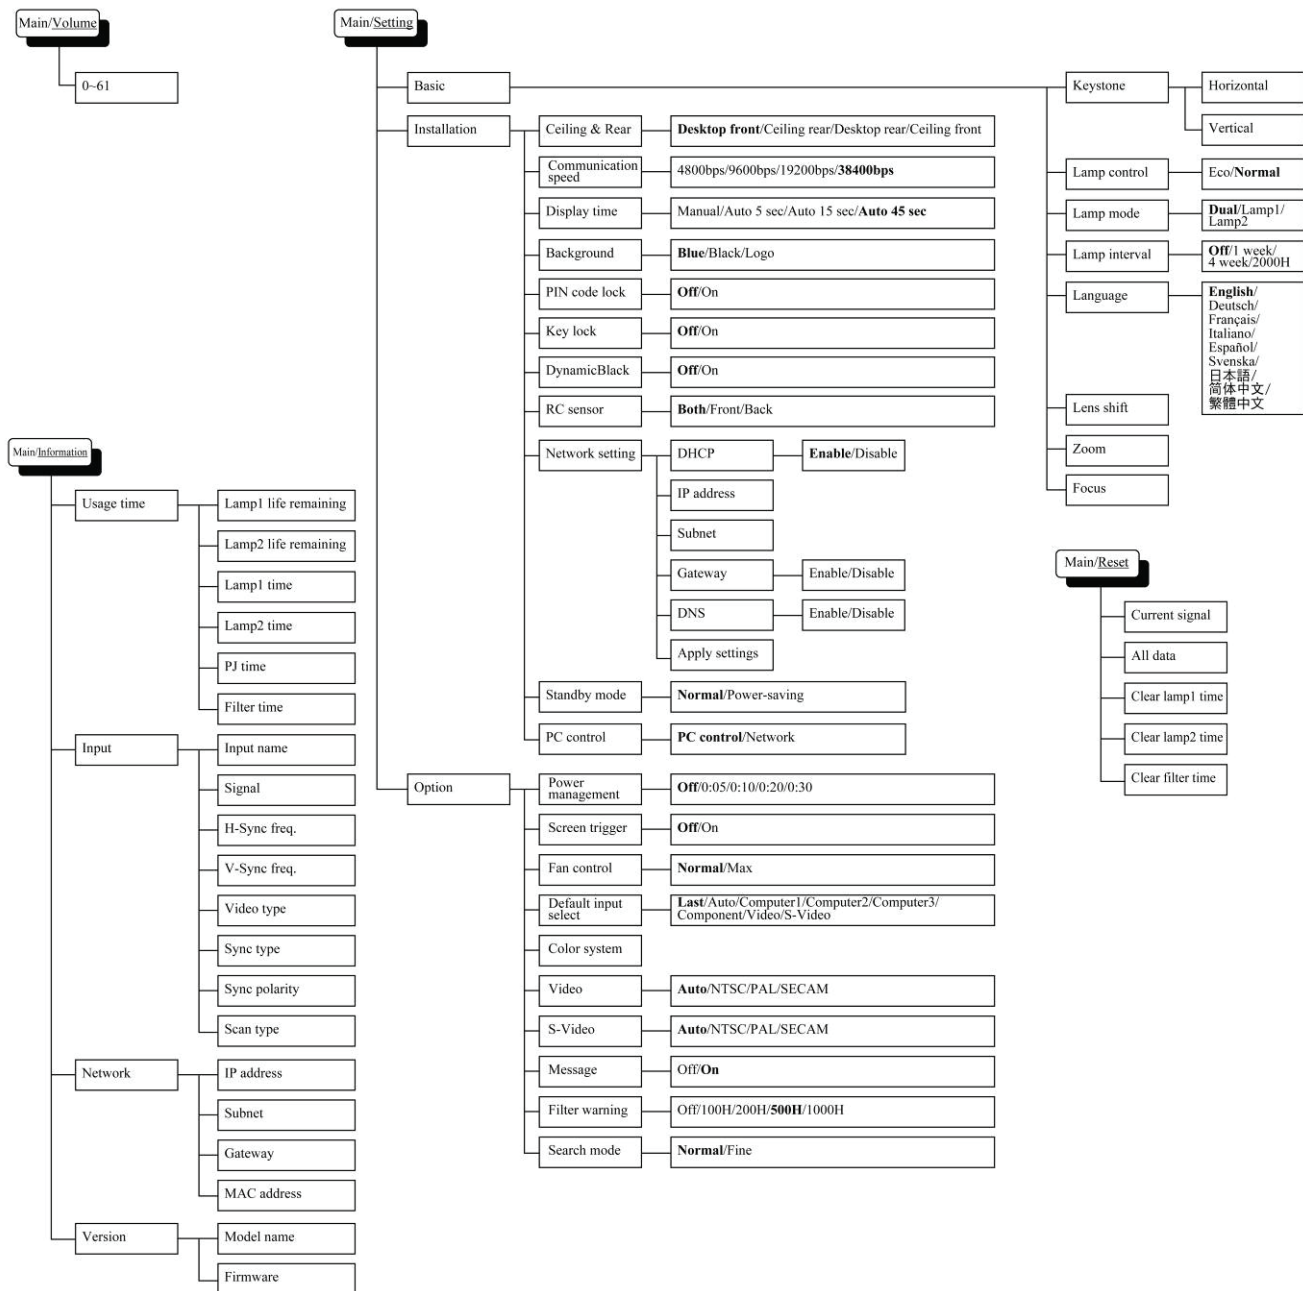 Main/Volume
0~61
Main/Setting
Basic
Keystone
Horizontal
Vertical
Lamp control
Eco/Normal
Lamp mode
Dual/Lamp1/
Lamp2
Lamp interval
Off/1 week/
4 week/2000H
Language
English/
Deutsch/
Français/
Italiano/
Español/
Svenska/
日本語/
简体中文/
繁體中文
Lens shift
Zoom
Focus
Installation
Ceiling & Rear
Desktop front/Ceiling rear/Desktop rear/Ceiling front
Communication
speed
4800bps/9600bps/19200bps/38400bps
Display time
Manual/Auto 5 sec/Auto 15 sec/Auto 45 sec
Background
Blue/Black/Logo
PIN code lock
Off/On
Key lock
Off/On
DynamicBlack
Off/On
RC sensor
Both/Front/Back
Network setting
DHCP
Enable/Disable
IP address
Subnet
Gateway
Enable/Disable
DNS
Enable/Disable
Apply settings
Standby mode
Normal/Power-saving
PC control
PC control/Network
Option
Power
management
Off/0:05/0:10/0:20/0:30
Screen trigger
Off/On
Fan control
Normal/Max
Default input
select
Last/Auto/Computer1/Computer2/Computer3/
Component/Video/S-Video
Color system
Video
Auto/NTSC/PAL/SECAM
S-Video
Auto/NTSC/PAL/SECAM
Message
Off/On
Filter warning
Off/100H/200H/500H/1000H
Search mode
Normal/Fine
Main/Information
Usage time
Lamp1 life remaining
Lamp2 life remaining
Lamp1 time
Lamp2 time
PJ time
Filter time
Input
Input name
Signal
H-Sync freq.
V-Sync freq.
Video type
Sync type
Sync polarity
Scan type
Network
IP address
Subnet
Gateway
MAC address
Version
Model name
Firmware
Main/Reset
Current signal
All data
Clear lamp1 time
Clear lamp2 time
Clear filter time